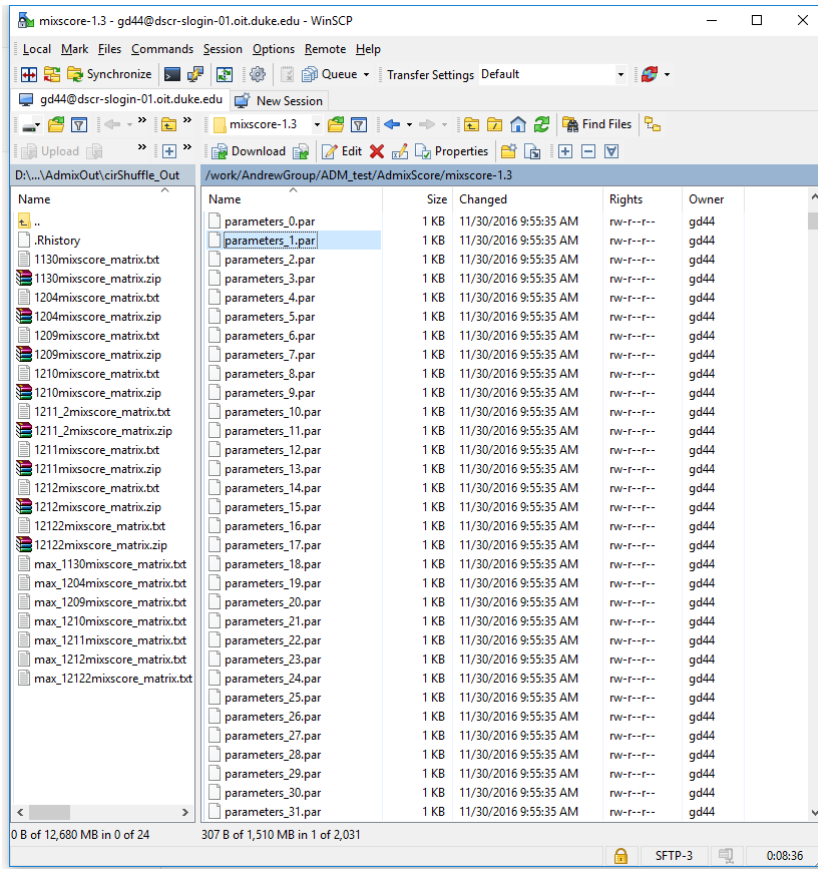 mixscore-1.3 - gd44@dscr-slogin-01.oit.duke.edu - WinSCP
Local Mark Files Commands Session Options Remote Help
Synchronize Queue Transfer Settings Default
gd44@dscr-slogin-01.oit.duke.edu New Session
mixscore-1.3 Find Files
Upload Download Edit Properties
D:\...\AdmixOut\cirShuffle_Out /work/AndrewGroup/ADM_test/AdmixScore/mixscore-1.3
Name Name Size Changed Rights Owner
.. parameters_0.par 1 KB 11/30/2016 9:55:35 AM rw-r--r-- gd44
.Rhistory parameters_1.par 1 KB 11/30/2016 9:55:35 AM rw-r--r-- gd44
1130mixscore_matrix.txt parameters_2.par 1 KB 11/30/2016 9:55:35 AM rw-r--r-- gd44
1130mixscore_matrix.zip parameters_3.par 1 KB 11/30/2016 9:55:35 AM rw-r--r-- gd44
1204mixscore_matrix.txt parameters_4.par 1 KB 11/30/2016 9:55:35 AM rw-r--r-- gd44
1204mixscore_matrix.zip parameters_5.par 1 KB 11/30/2016 9:55:35 AM rw-r--r-- gd44
1209mixscore_matrix.txt parameters_6.par 1 KB 11/30/2016 9:55:35 AM rw-r--r-- gd44
1209mixscore_matrix.zip parameters_7.par 1 KB 11/30/2016 9:55:35 AM rw-r--r-- gd44
1210mixscore_matrix.txt parameters_8.par 1 KB 11/30/2016 9:55:35 AM rw-r--r-- gd44
1210mixscore_matrix.zip parameters_9.par 1 KB 11/30/2016 9:55:35 AM rw-r--r-- gd44
1211_2mixscore_matrix.txt parameters_10.par 1 KB 11/30/2016 9:55:35 AM rw-r--r-- gd44
1211_2mixscore_matrix.zip parameters_11.par 1 KB 11/30/2016 9:55:35 AM rw-r--r-- gd44
1211mixscore_matrix.txt parameters_12.par 1 KB 11/30/2016 9:55:35 AM rw-r--r-- gd44
1211mixsocre_matrix.zip parameters_13.par 1 KB 11/30/2016 9:55:35 AM rw-r--r-- gd44
1212mixscore_matrix.txt parameters_14.par 1 KB 11/30/2016 9:55:35 AM rw-r--r-- gd44
1212mixscore_matrix.zip parameters_15.par 1 KB 11/30/2016 9:55:35 AM rw-r--r-- gd44
12122mixscore_matrix.txt parameters_16.par 1 KB 11/30/2016 9:55:35 AM rw-r--r-- gd44
12122mixscore_matrix.zip parameters_17.par 1 KB 11/30/2016 9:55:35 AM rw-r--r-- gd44
max_1130mixscore_matrix.txt parameters_18.par 1 KB 11/30/2016 9:55:35 AM rw-r--r-- gd44
max_1204mixscore_matrix.txt parameters_19.par 1 KB 11/30/2016 9:55:35 AM rw-r--r-- gd44
max_1209mixscore_matrix.txt parameters_20.par 1 KB 11/30/2016 9:55:35 AM rw-r--r-- gd44
max_1210mixscore_matrix.txt parameters_21.par 1 KB 11/30/2016 9:55:35 AM rw-r--r-- gd44
max_1211mixscore_matrix.txt parameters_22.par 1 KB 11/30/2016 9:55:35 AM rw-r--r-- gd44
max_1212mixscore_matrix.txt parameters_23.par 1 KB 11/30/2016 9:55:35 AM rw-r--r-- gd44
max_12122mixscore_matrix.txt parameters_24.par 1 KB 11/30/2016 9:55:35 AM rw-r--r-- gd44
parameters_25.par 1 KB 11/30/2016 9:55:35 AM rw-r--r-- gd44
parameters_26.par 1 KB 11/30/2016 9:55:35 AM rw-r--r-- gd44
parameters_27.par 1 KB 11/30/2016 9:55:35 AM rw-r--r-- gd44
parameters_28.par 1 KB 11/30/2016 9:55:35 AM rw-r--r-- gd44
parameters_29.par 1 KB 11/30/2016 9:55:35 AM rw-r--r-- gd44
parameters_30.par 1 KB 11/30/2016 9:55:35 AM rw-r--r-- gd44
parameters_31.par 1 KB 11/30/2016 9:55:35 AM rw-r--r-- gd44
0 B of 12,680 MB in 0 of 24 307 B of 1,510 MB in 1 of 2,031
SFTP-3 0:08:36